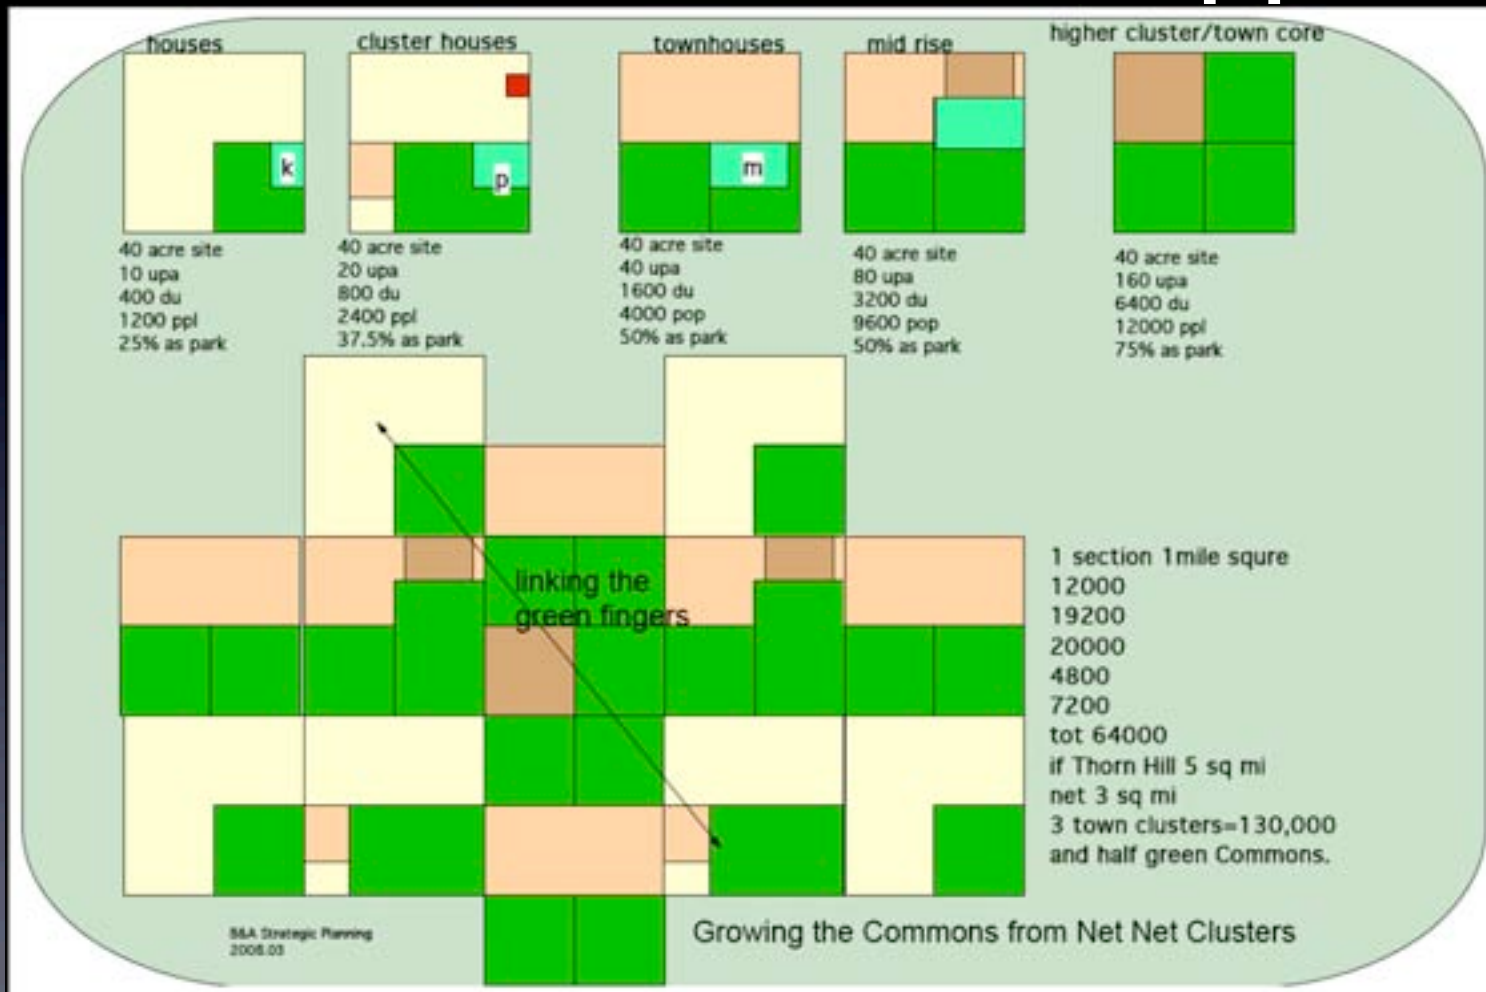 houses
cluster houses
townhouses
mid rise
higher cluster/town core
k
p
m
40 acre site
10 upa
400 du
1200 ppl
25% as park
40 acre site
20 upa
800 du
2400 ppl
37.5% as park
40 acre site
40 upa
1600 du
4000 pop
50% as park
40 acre site
80 upa
3200 du
9600 pop
50% as park
40 acre site
160 upa
6400 du
12000 ppl
75% as park
linking the
green fingers
1 section 1mile squre
12000
19200
20000
4800
7200
tot 64000
if Thorn Hill 5 sq mi
net 3 sq mi
3 town clusters=130,000
and half green Commons.
Strategic Planning
Growing the Commons from Net Net Clusters